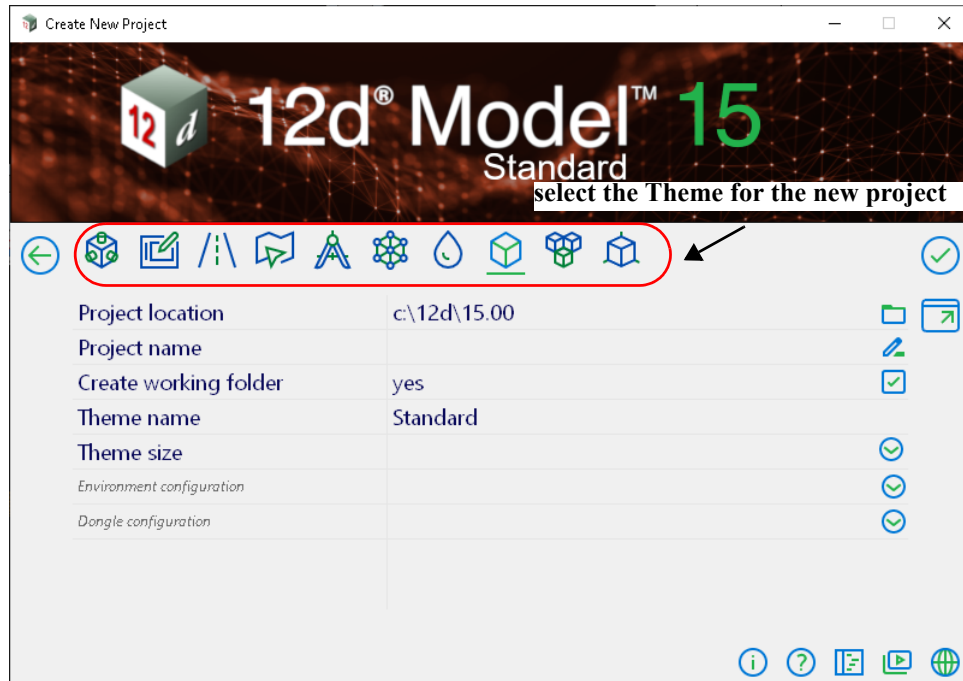 Create New Project
12 d
12d® Model™ 15
Standard
select the Theme for the new project
Project location c:\12d\15.00
Project name
Create working folder yes
Theme name Standard
Theme size
Environment configuration
Dongle configuration